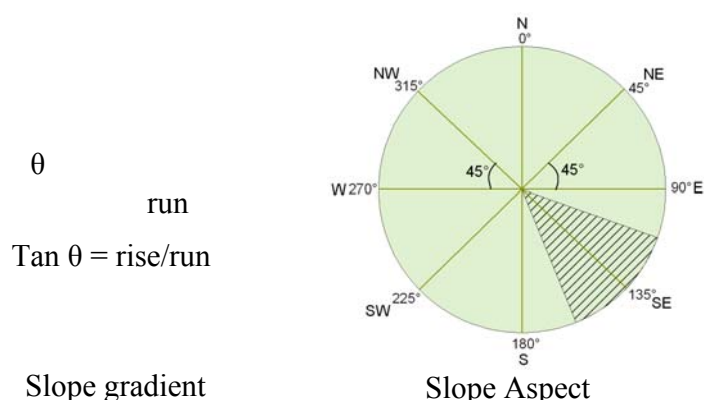 θ
run
Tan θ = rise/run
Slope gradient
N
0°
NW
315°
NE
45°
45°
45°
W 270°
90° E
SW
225°
135°
SE
180°
S
Slope Aspect